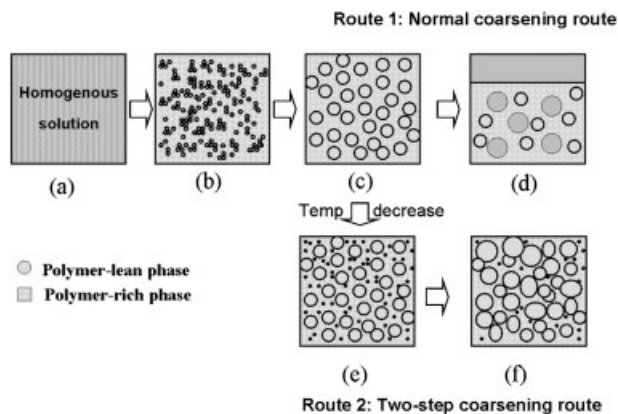 Route 1: Normal coarsening route
Homogenous
solution
(a)
(b)
(c)
(d)
Temp decrease
Polymer-lean phase
Polymer-rich phase
(e)
(f)
Route 2: Two-step coarsening route